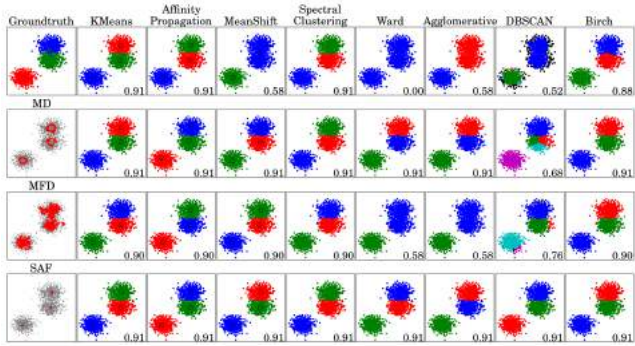 Groundtruth KMeans Affinity Propagation MeanShift Spectral Clustering Ward Agglomerative DBSCAN Birch
0.91 0.91 0.58 0.91 0.00 0.58 0.52 0.88
MD
0.91 0.91 0.91 0.91 0.91 0.91 0.68 0.91
MFD
0.90 0.90 0.90 0.90 0.58 0.58 0.76 0.90
SAF
0.91 0.91 0.91 0.91 0.91 0.91 0.91 0.91